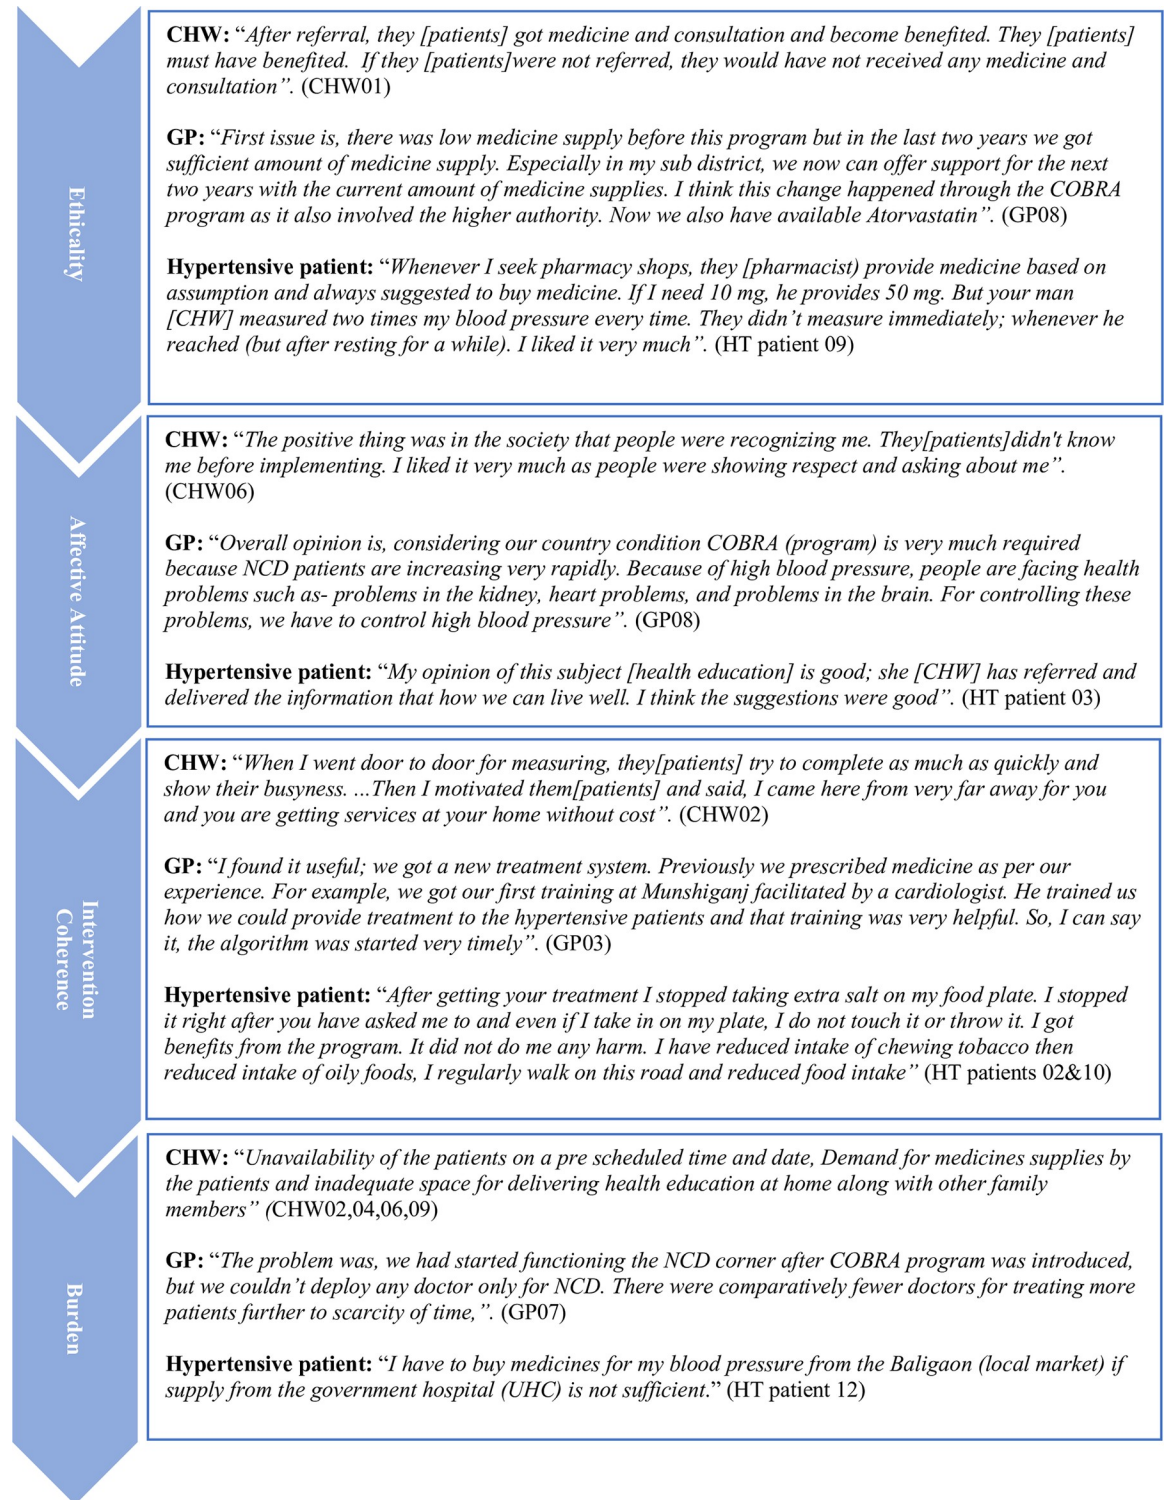 Ethicality
CHW: “After referral, they [patients] got medicine and consultation and become benefited. They [patients]
must have benefited.  If they [patients]were not referred, they would have not received any medicine and
consultation”. (CHW01)
GP: “First issue is, there was low medicine supply before this program but in the last two years we got
sufficient amount of medicine supply. Especially in my sub district, we now can offer support for the next
two years with the current amount of medicine supplies. I think this change happened through the COBRA
program as it also involved the higher authority. Now we also have available Atorvastatin”. (GP08)
Hypertensive patient: “Whenever I seek pharmacy shops, they [pharmacist) provide medicine based on
assumption and always suggested to buy medicine. If I need 10 mg, he provides 50 mg. But your man
[CHW] measured two times my blood pressure every time. They didn’t measure immediately; whenever he
reached (but after resting for a while). I liked it very much”. (HT patient 09)
Affective Attitude
CHW: “The positive thing was in the society that people were recognizing me. They[patients]didn't know
me before implementing. I liked it very much as people were showing respect and asking about me”.
(CHW06)
GP: “Overall opinion is, considering our country condition COBRA (program) is very much required
because NCD patients are increasing very rapidly. Because of high blood pressure, people are facing health
problems such as- problems in the kidney, heart problems, and problems in the brain. For controlling these
problems, we have to control high blood pressure”. (GP08)
Hypertensive patient: “My opinion of this subject [health education] is good; she [CHW] has referred and
delivered the information that how we can live well. I think the suggestions were good”. (HT patient 03)
Intervention
Coherence
CHW: “When I went door to door for measuring, they[patients] try to complete as much as quickly and
show their busyness. ...Then I motivated them[patients] and said, I came here from very far away for you
and you are getting services at your home without cost”. (CHW02)
GP: “I found it useful; we got a new treatment system. Previously we prescribed medicine as per our
experience. For example, we got our first training at Munshiganj facilitated by a cardiologist. He trained us
how we could provide treatment to the hypertensive patients and that training was very helpful. So, I can say
it, the algorithm was started very timely”. (GP03)
Hypertensive patient: “After getting your treatment I stopped taking extra salt on my food plate. I stopped
it right after you have asked me to and even if I take in on my plate, I do not touch it or throw it. I got
benefits from the program. It did not do me any harm. I have reduced intake of chewing tobacco then
reduced intake of oily foods, I regularly walk on this road and reduced food intake” (HT patients 02&10)
Burden
CHW: “Unavailability of the patients on a pre scheduled time and date, Demand for medicines supplies by
the patients and inadequate space for delivering health education at home along with other family
members” (CHW02,04,06,09)
GP: “The problem was, we had started functioning the NCD corner after COBRA program was introduced,
but we couldn’t deploy any doctor only for NCD. There were comparatively fewer doctors for treating more
patients further to scarcity of time,”. (GP07)
Hypertensive patient: “I have to buy medicines for my blood pressure from the Baligaon (local market) if
supply from the government hospital (UHC) is not sufficient.” (HT patient 12)